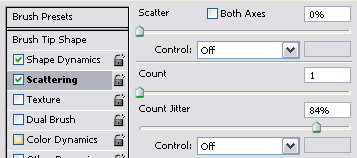 Brush Presets
Brush Tip Shape
Shape Dynamics
Scattering
Texture
Dual Brush
Color Dynamics
Scatter Both Axes 0%
Control: Off
Count 1
Count Jitter 84%
Control: Off